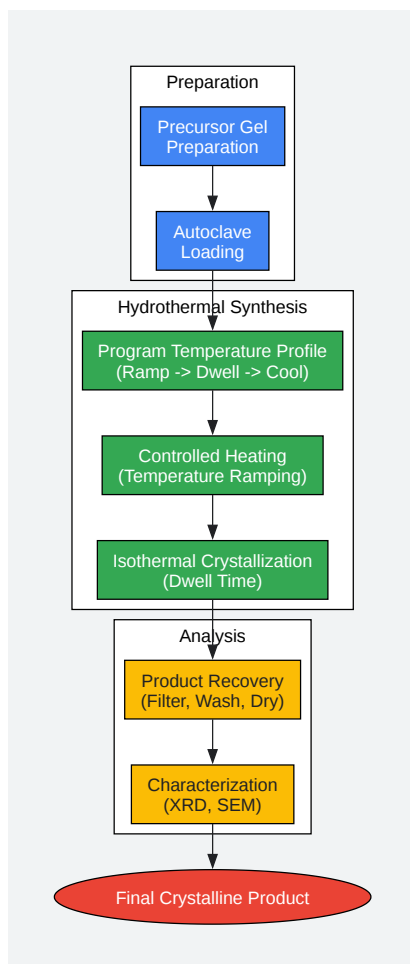 Preparation
Precursor Gel
Preparation
Autoclave
Loading
Hydrothermal Synthesis
Program Temperature Profile
(Ramp -> Dwell -> Cool)
Controlled Heating
(Temperature Ramping)
Isothermal Crystallization
(Dwell Time)
Analysis
Product Recovery
(Filter, Wash, Dry)
Characterization
(XRD, SEM)
Final Crystalline Product